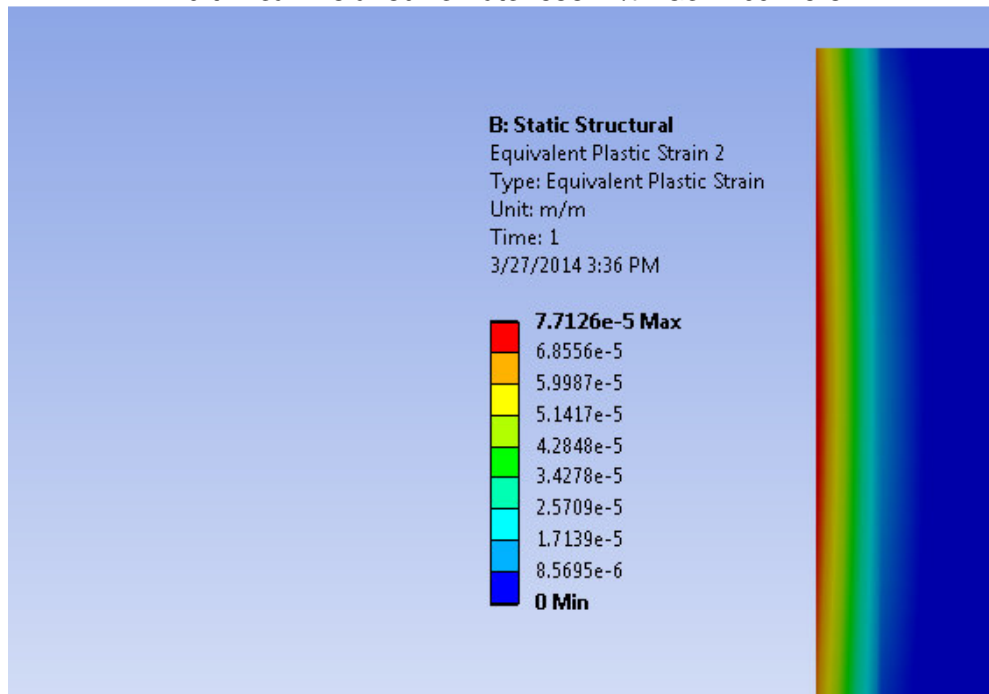 B: Static Structural
Equivalent Plastic Strain 2
Type: Equivalent Plastic Strain
Unit: m/m
Time: 1
3/27/2014 3:36 PM
7.7126e-5 Max
6.8556e-5
5.9987e-5
5.1417e-5
4.2848e-5
3.4278e-5
2.5709e-5
1.7139e-5
8.5695e-6
0 Min